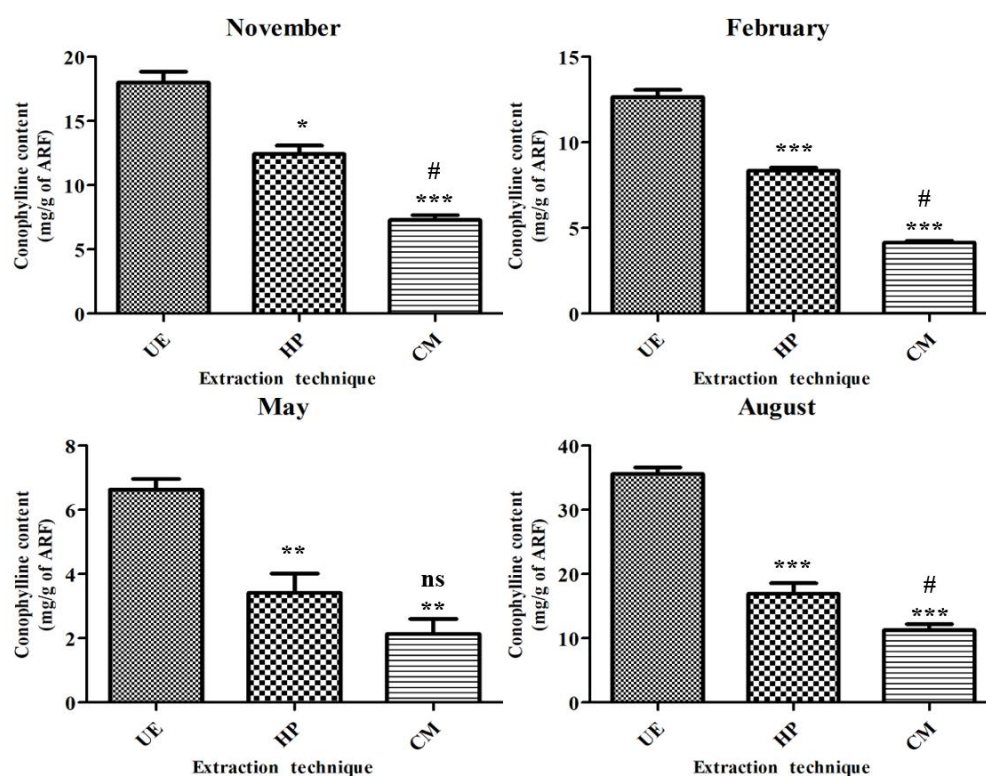 November
Conophylline content
(mg/g of ARF)
20
15
10
5
0
*
#
***
UE
HP
CM
Extraction technique
February
Conophylline content
(mg/g of ARF)
15
10
5
0
***
#
***
UE
HP
CM
Extraction technique
May
Conophylline content
(mg/g of ARF)
8
6
4
2
0
**
ns
**
UE
HP
CM
Extraction technique
August
Conophylline content
(mg/g of ARF)
40
30
20
10
0
***
#
***
UE
HP
CM
Extraction technique